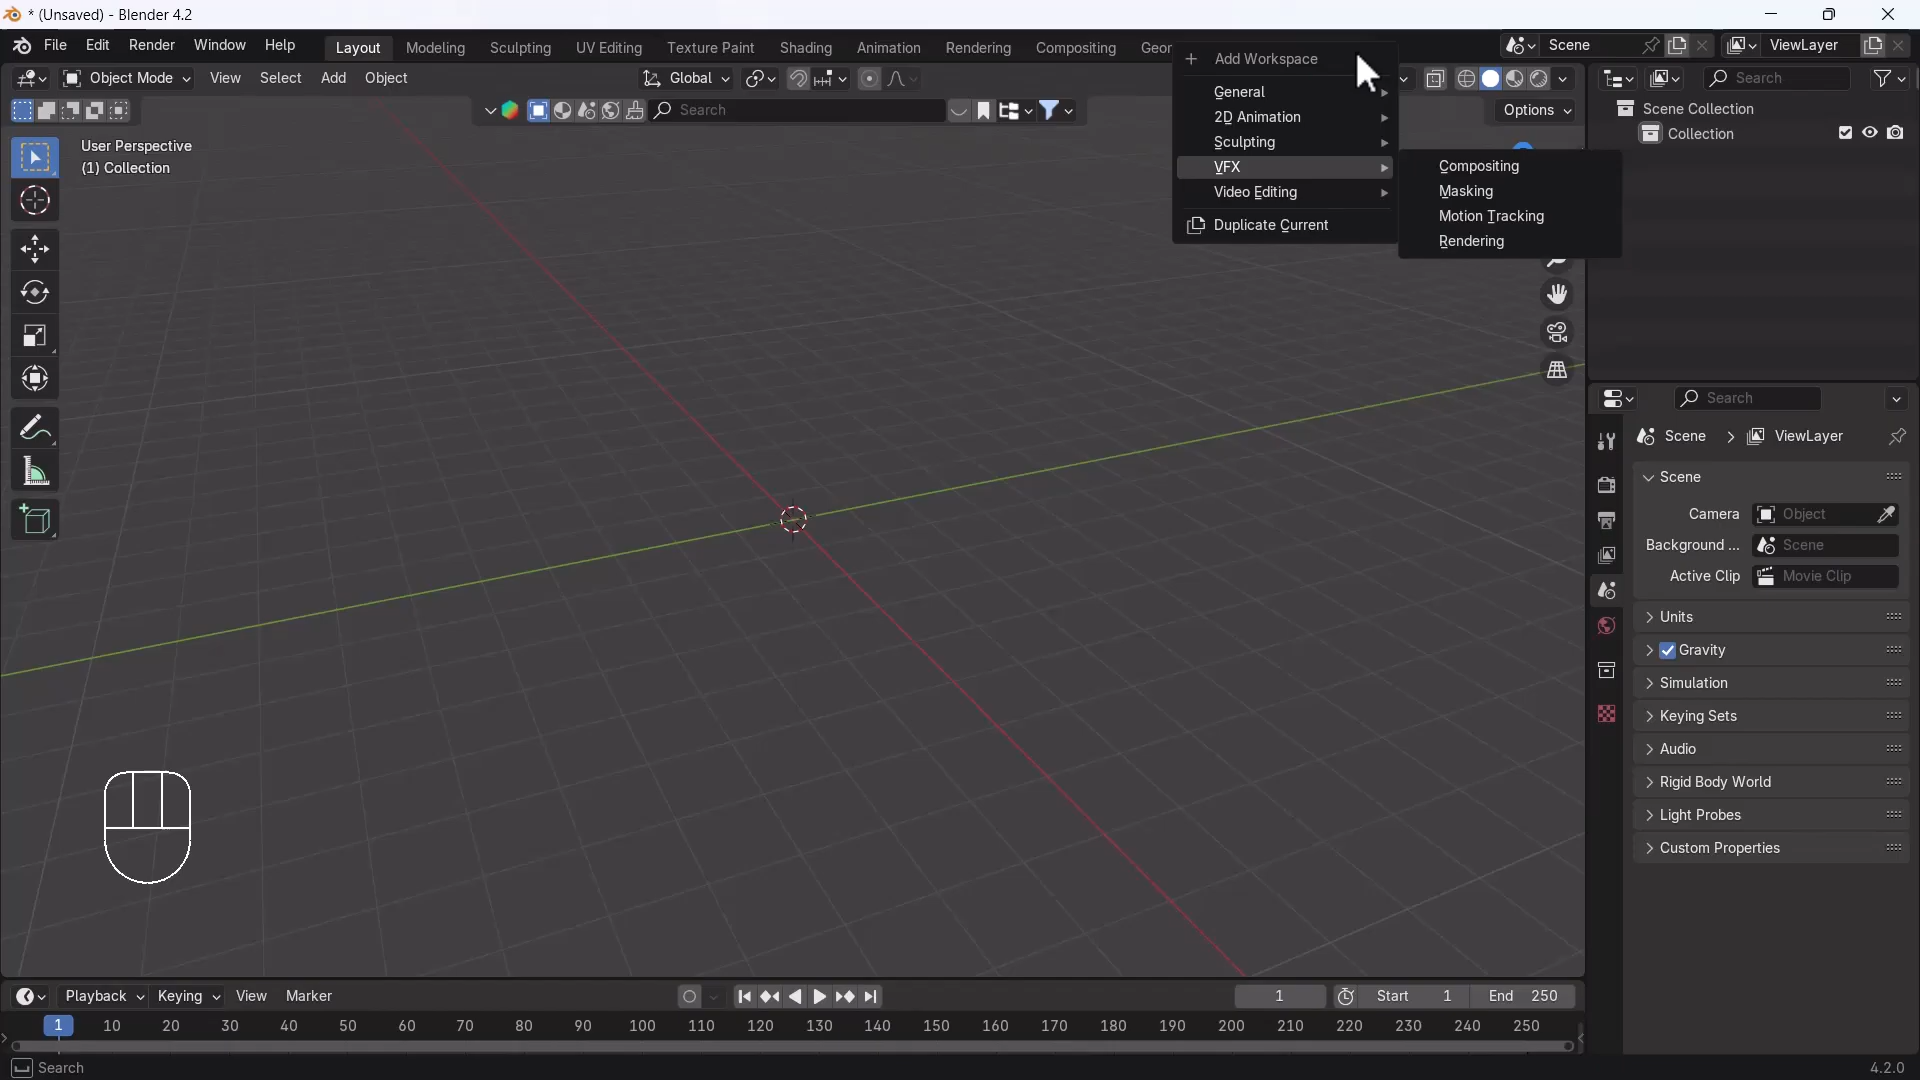 * (Unsaved) - Blender 4.2
File Edit Render Window Help Layout Modeling Sculpting UV Editing Texture Paint Shading Animation Rendering Compositing Geor Scene ViewLayer
Object Mode View Select Add Object Global Search
Search Options
User Perspective
(1) Collection
+ Add Workspace
General
2D Animation
Sculpting
VFX
Video Editing
Duplicate Current
Compositing
Masking
Motion Tracking
Rendering
Scene Collection
Collection
Search
Scene > ViewLayer
Scene
Camera Object
Background ... Scene
Active Clip Movie Clip
Units
Gravity
Simulation
Keying Sets
Audio
Rigid Body World
Light Probes
Custom Properties
Playback Keying View Marker 1 Start 1 End 250
1 10 20 30 40 50 60 70 80 90 100 110 120 130 140 150 160 170 180 190 200 210 220 230 240 250
Search 4.2.0